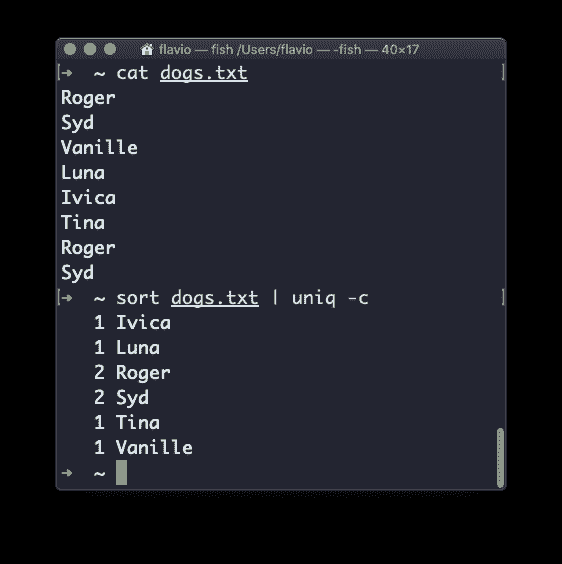 flavio — fish /Users/flavio — -fish — 40×17
[➜ ~ cat dogs.txt ]
Roger
Syd
Vanille
Luna
Ivica
Tina
Roger
Syd
[➜ ~ sort dogs.txt | uniq -c ]
1 Ivica
1 Luna
2 Roger
2 Syd
1 Tina
1 Vanille
➜ ~